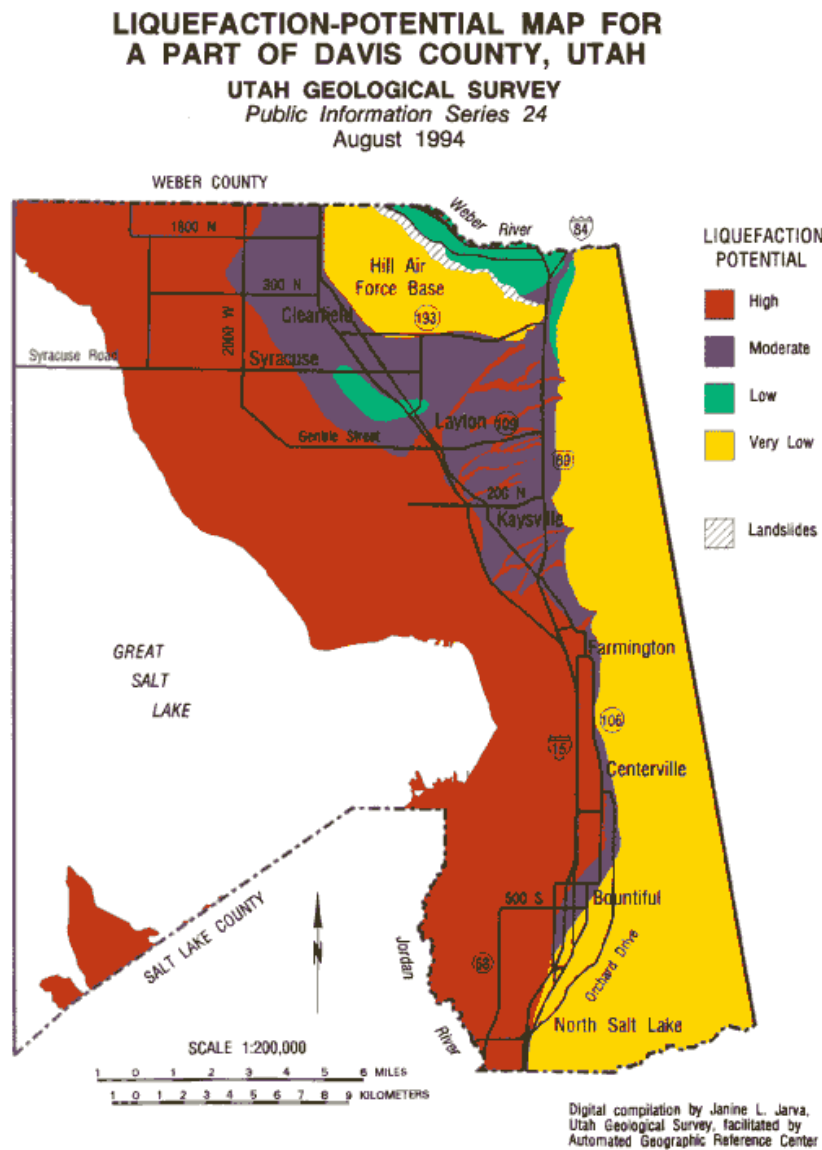 LIQUEFACTION-POTENTIAL MAP FOR
A PART OF DAVIS COUNTY, UTAH
UTAH GEOLOGICAL SURVEY
Public Information Series 24
August 1994
WEBER COUNTY
Weber River
84
1800 N
Hill Air
Force Base
300 N
193
Clearfield
2000 W
Syracuse Road
Syracuse
Layton
109
Gentile Street
89
200 N
Kaysville
LIQUEFACTION
POTENTIAL
High
Moderate
Low
Very Low
Landslides
GREAT
SALT
LAKE
Farmington
106
15
Centerville
500 S
Bountiful
SALT LAKE COUNTY
N
Jordan
River
68
Orchard Drive
North Salt Lake
SCALE 1:200,000
1 0 1 2 3 4 5 6 MILES
1 0 1 2 3 4 5 6 7 8 9 KILOMETERS
Digital compilation by Janine L. Jarva,
Utah Geological Survey, facilitated by
Automated Geographic Reference Center